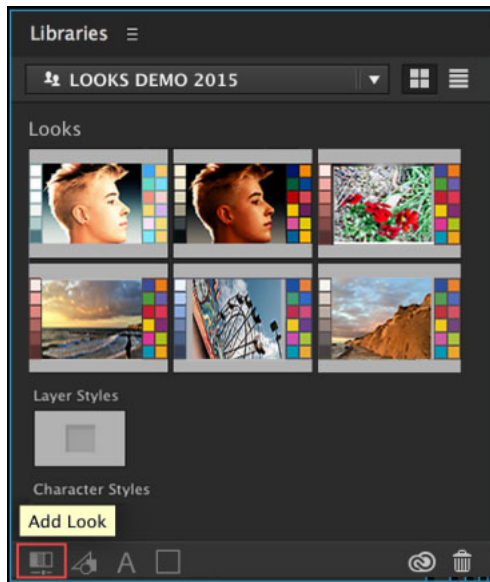 Libraries
LOOKS DEMO 2015
Looks
Layer Styles
Character Styles
Add Look
A